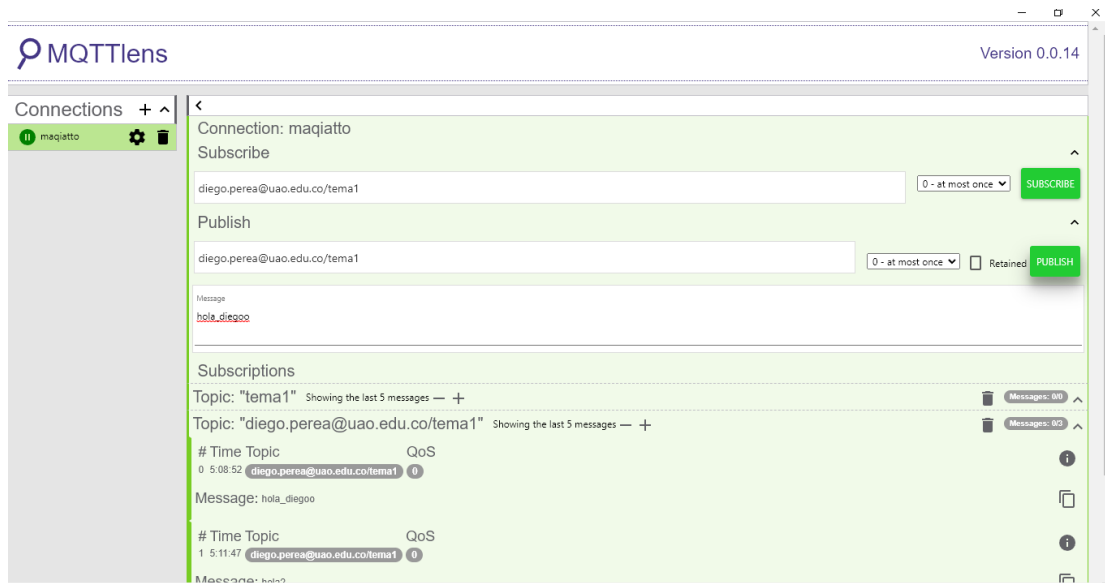 MQTTlens
Version 0.0.14
Connections
maqiatto
Connection: maqiatto
Subscribe
diego.perea@uao.edu.co/tema1
0 - at most once
SUBSCRIBE
Publish
diego.perea@uao.edu.co/tema1
0 - at most once
Retained
PUBLISH
Message
hola_diegoo
Subscriptions
Topic: "tema1" Showing the last 5 messages — + Messages: 0/0
Topic: "diego.perea@uao.edu.co/tema1" Showing the last 5 messages — + Messages: 0/3
# Time Topic QoS
0 5:08:52 diego.perea@uao.edu.co/tema1 0
Message: hola_diegoo
# Time Topic QoS
1 5:11:47 diego.perea@uao.edu.co/tema1 0
Message: hola2